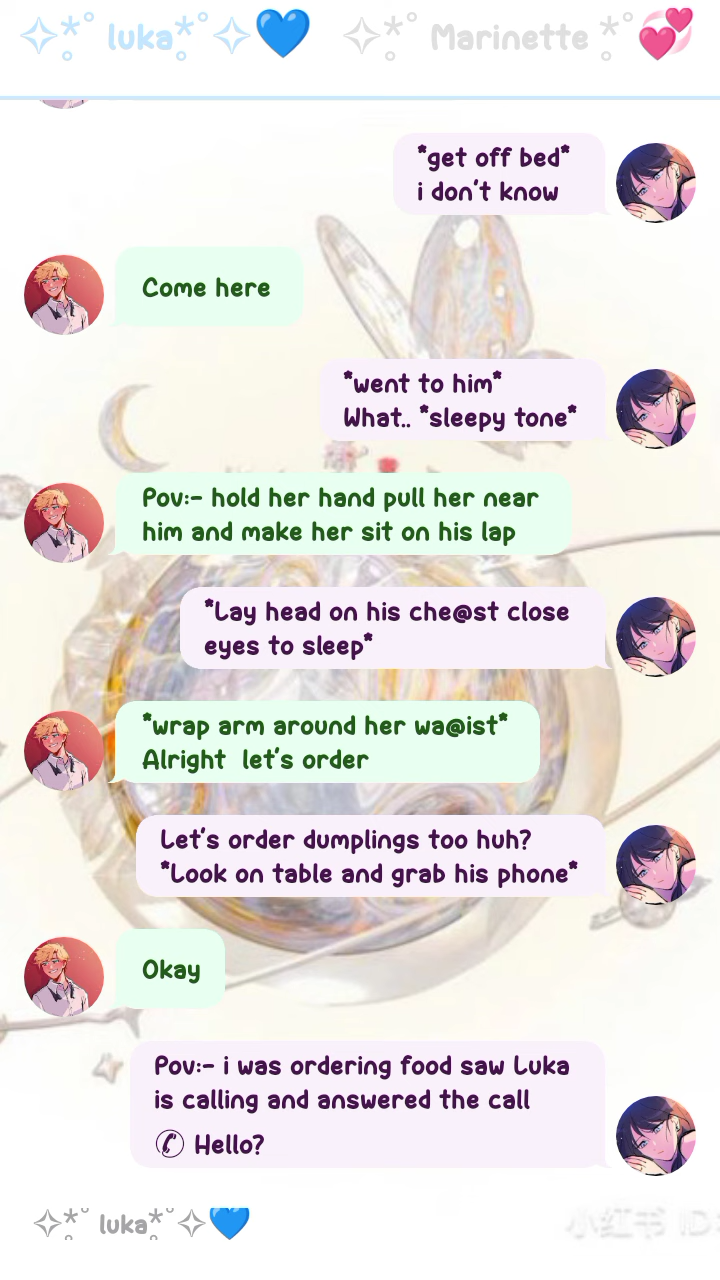 ✧*̥˚ luka*̥˚✧💙 ✧*̥˚ Marinette *̥˚💞
*get off bed*
i don't know
Come here
*went to him*
What.. *sleepy tone*
Pov:- hold her hand pull her near
him and make her sit on his lap
*Lay head on his che@st close
eyes to sleep*
*wrap arm around her wa@ist*
Alright let's order
Let's order dumplings too huh?
*Look on table and grab his phone*
Okay
Pov:- i was ordering food saw Luka
is calling and answered the call
✆ Hello?
✧*̥˚ luka*̥˚✧💙
小红书 ID: